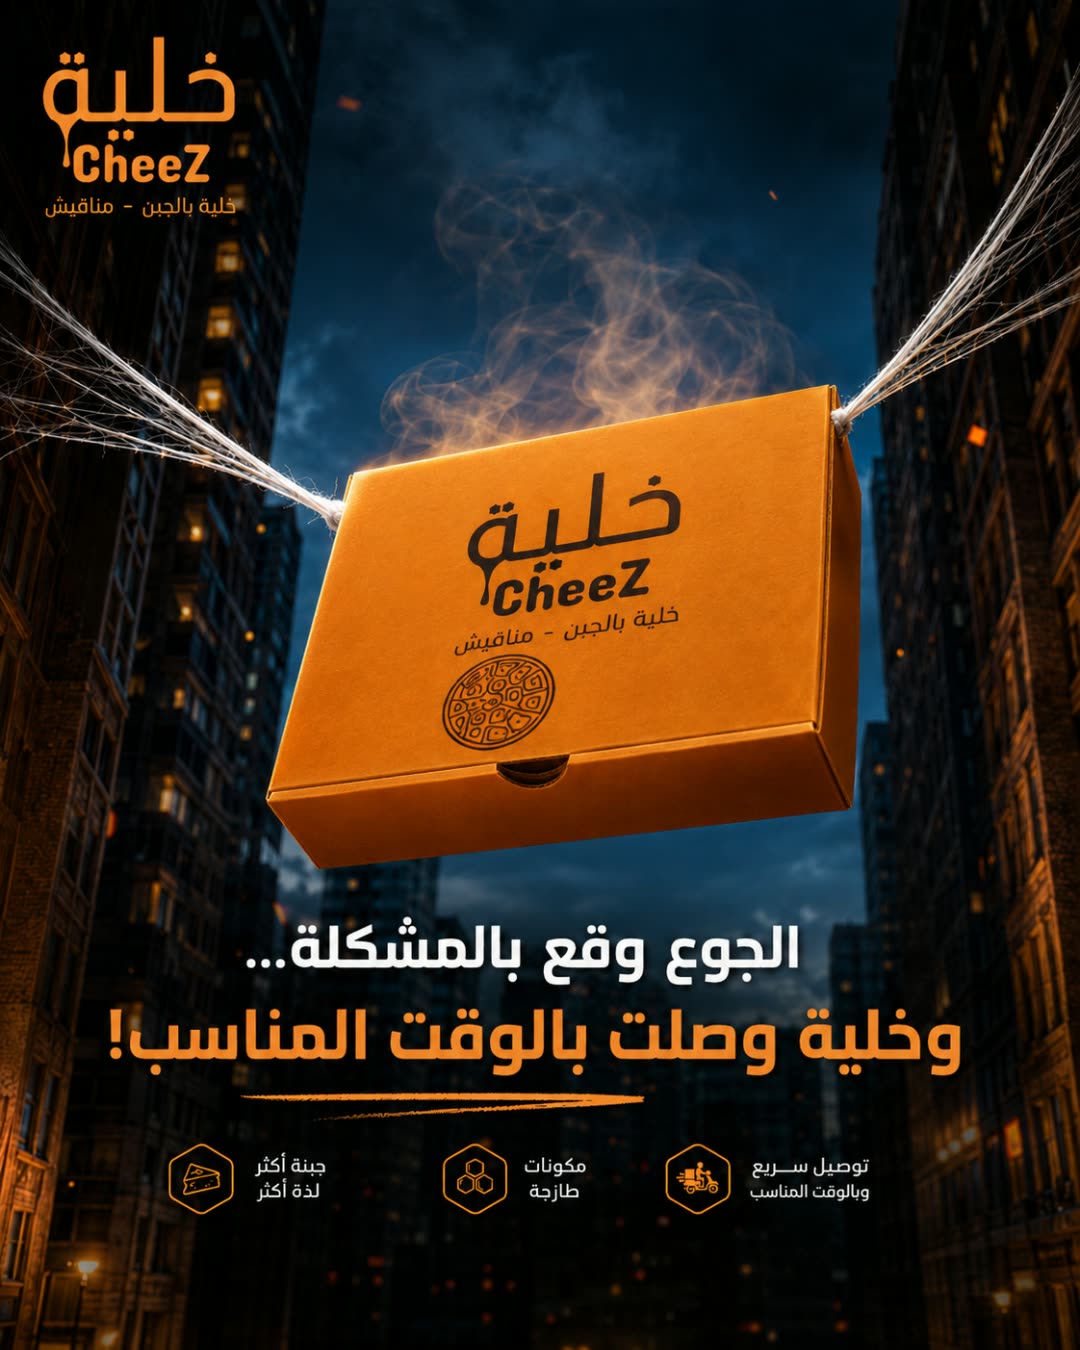 خلية
CheeZ
خلية بالجبن - مناقيش
خلية
CheeZ
خلية بالجبن - مناقيش
الجوع وقع بالمشكلة...
وخلية وصلت بالوقت المناسب!
توصيل ســريع
وبالوقت المناسب
مكونات
طازجة
جبنة أكثر
لذة أكثر